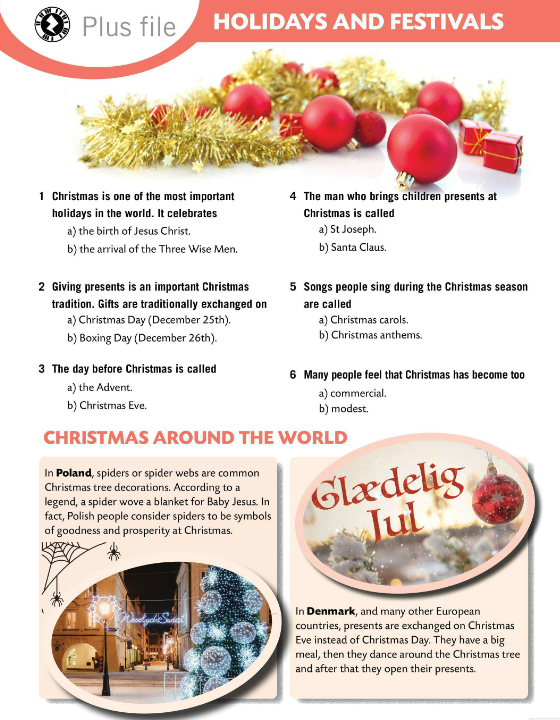 Plus file
HOLIDAYS AND FESTIVALS
1 Christmas is one of the most important
holidays in the world. It celebrates
a) the birth of Jesus Christ.
b) the arrival of the Three Wise Men.
2 Giving presents is an important Christmas
tradition. Gifts are traditionally exchanged on
a) Christmas Day (December 25th).
b) Boxing Day (December 26th).
3 The day before Christmas is called
a) the Advent.
b) Christmas Eve.
4 The man who brings children presents at
Christmas is called
a) St Joseph.
b) Santa Claus.
5 Songs people sing during the Christmas season
are called
a) Christmas carols.
b) Christmas anthems.
6 Many people feel that Christmas has become too
a) commercial.
b) modest.
CHRISTMAS AROUND THE WORLD
In Poland, spiders or spider webs are common
Christmas tree decorations. According to a
legend, a spider wove a blanket for Baby Jesus. In
fact, Polish people consider spiders to be symbols
of goodness and prosperity at Christmas.
Wesołych Świąt
Glædelig
Jul
In Denmark, and many other European
countries, presents are exchanged on Christmas
Eve instead of Christmas Day. They have a big
meal, then they dance around the Christmas tree
and after that they open their presents.